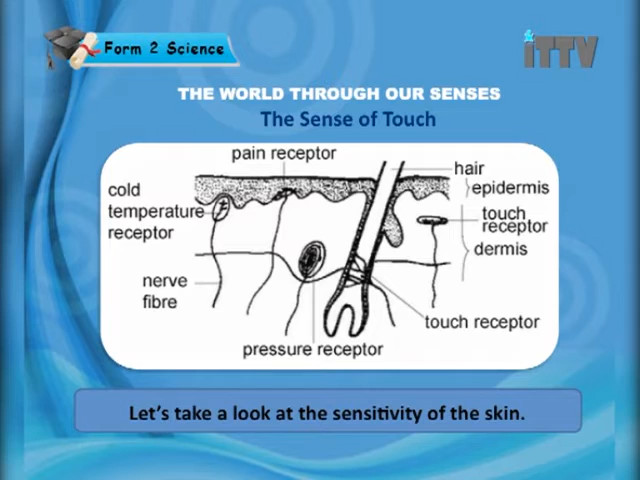 Form 2 Science
iTTV
THE WORLD THROUGH OUR SENSES
The Sense of Touch
pain receptor
hair
cold
temperature
receptor
epidermis
touch
receptor
dermis
nerve
fibre
touch receptor
pressure receptor
Let's take a look at the sensitivity of the skin.